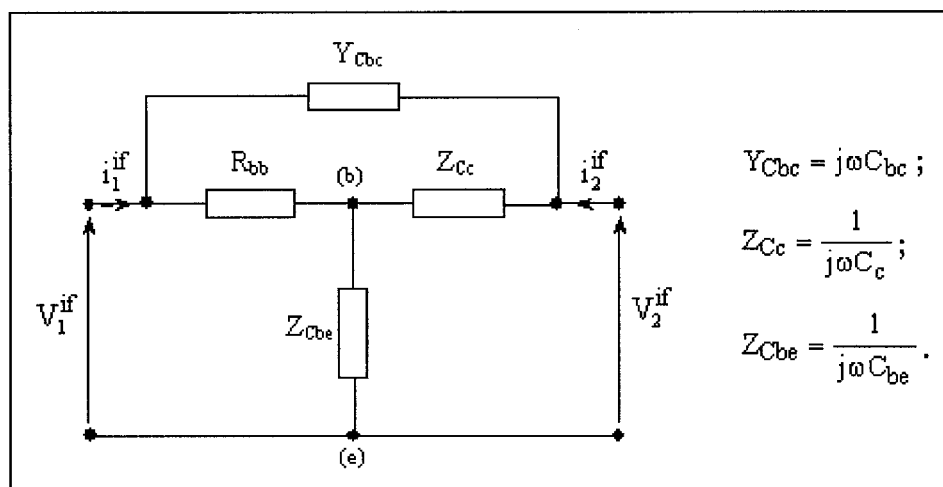 Y_Cbc
i_1^if
R_bb
(b)
Z_Cc
i_2^if
V_1^if
Z_Cbe
V_2^if
(e)
Y_Cbc = jωC_bc ;
Z_Cc = 1/(jωC_c) ;
Z_Cbe = 1/(jωC_be) .